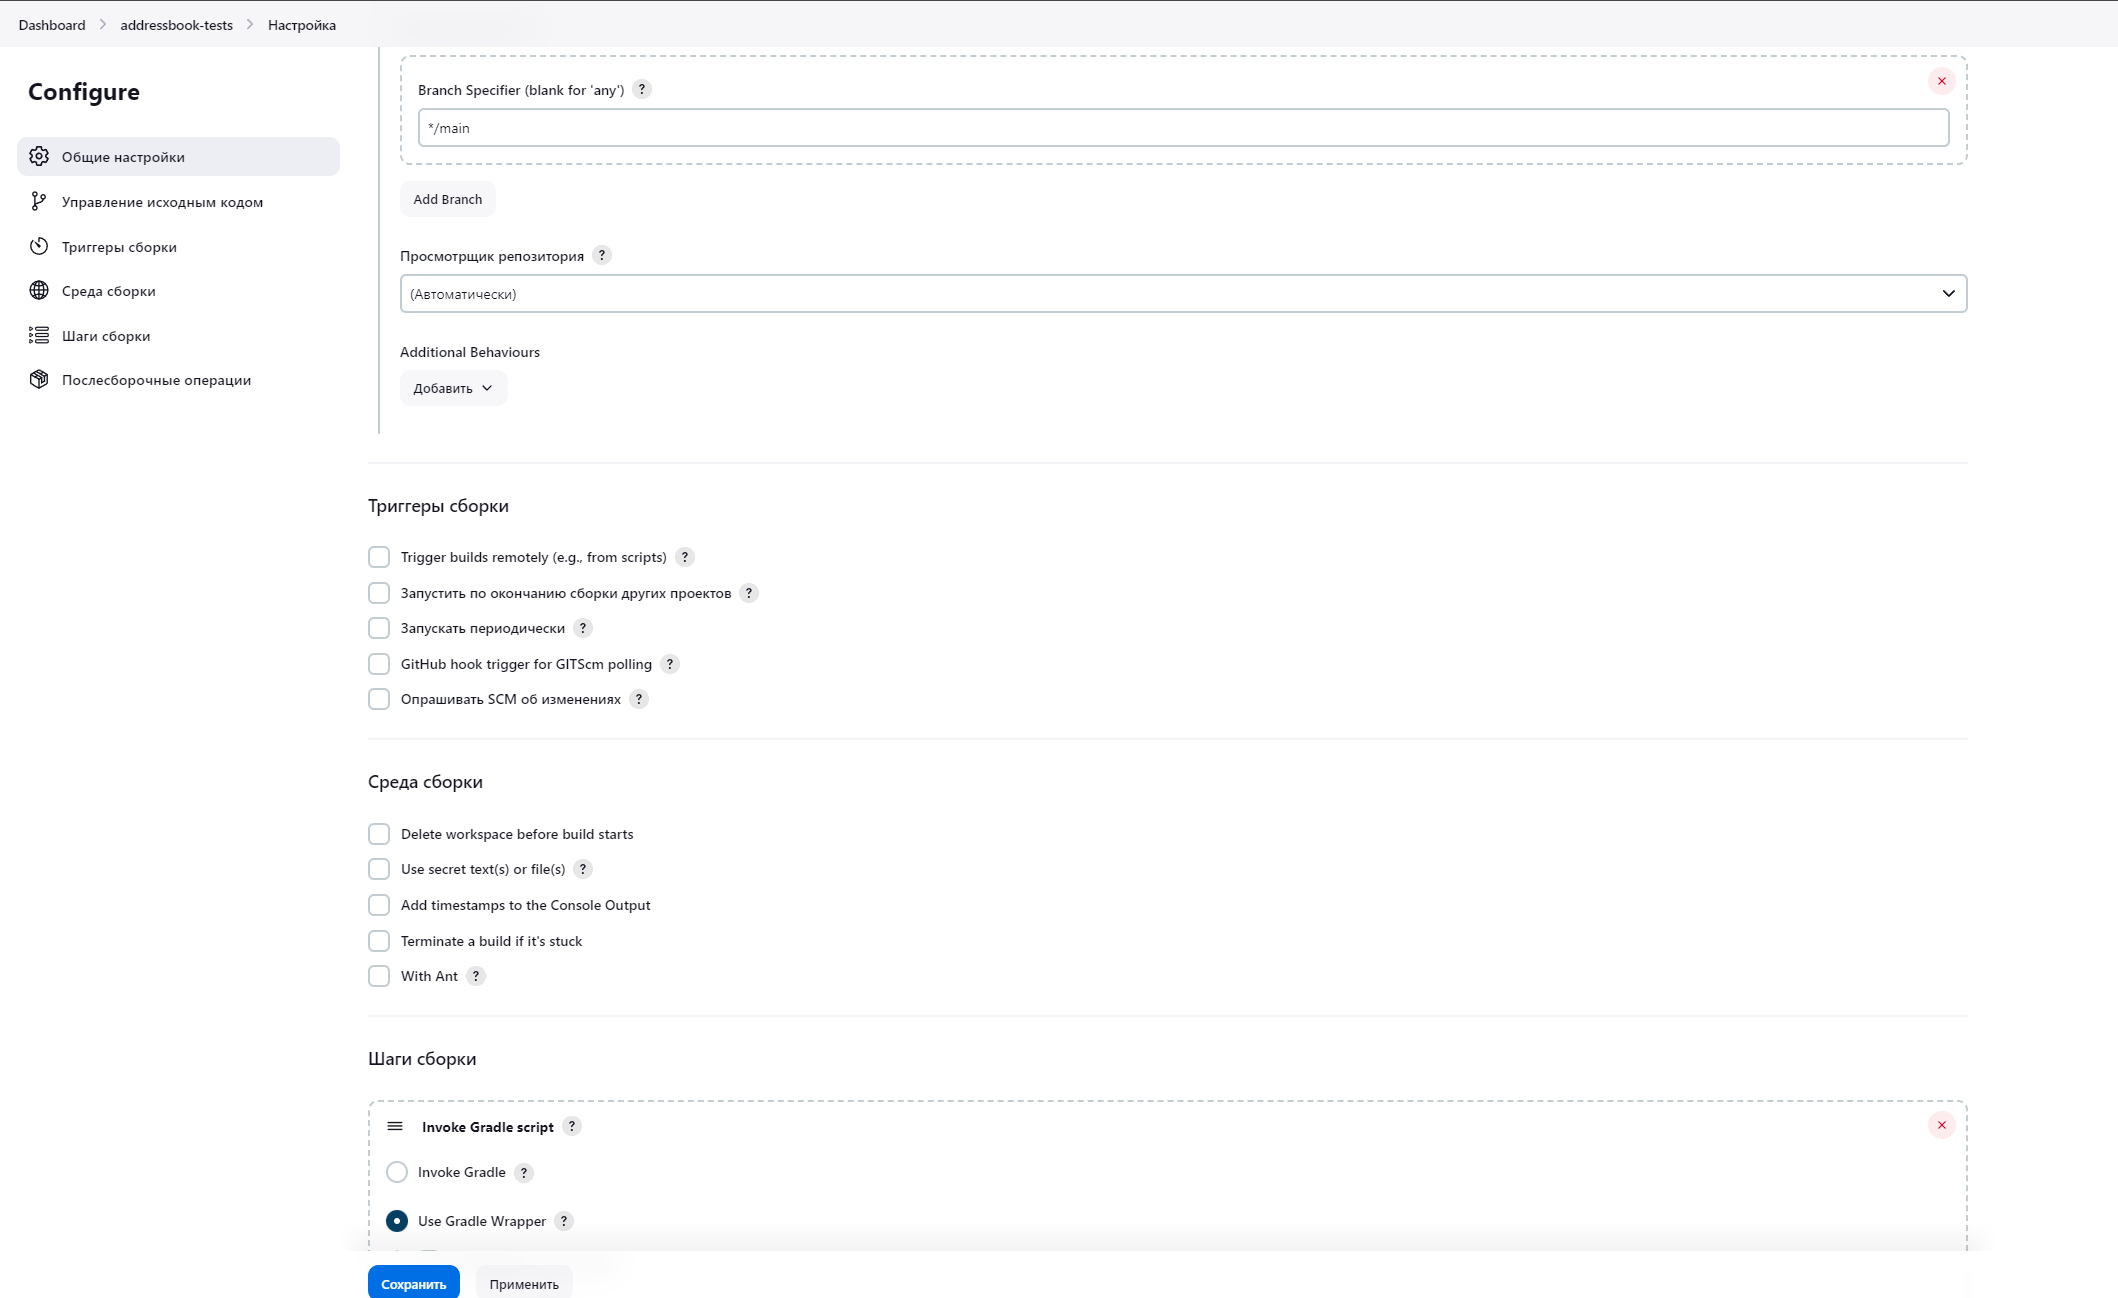 Dashboard
addressbook-tests
Настройка
Configure
Общие настройки
Управление исходным кодом
Триггеры сборки
Среда сборки
Шаги сборки
Послесборочные операции
Branch Specifier (blank for 'any') ?
*/main
Add Branch
Просмотрщик репозитория ?
(Автоматически)
Additional Behaviours
Добавить
Триггеры сборки
Trigger builds remotely (e.g., from scripts) ?
Запустить по окончанию сборки других проектов ?
Запускать периодически ?
GitHub hook trigger for GITScm polling ?
Опрашивать SCM об изменениях ?
Среда сборки
Delete workspace before build starts
Use secret text(s) or file(s) ?
Add timestamps to the Console Output
Terminate a build if it's stuck
With Ant ?
Шаги сборки
Invoke Gradle script ?
Invoke Gradle ?
Use Gradle Wrapper ?
Сохранить
Применить